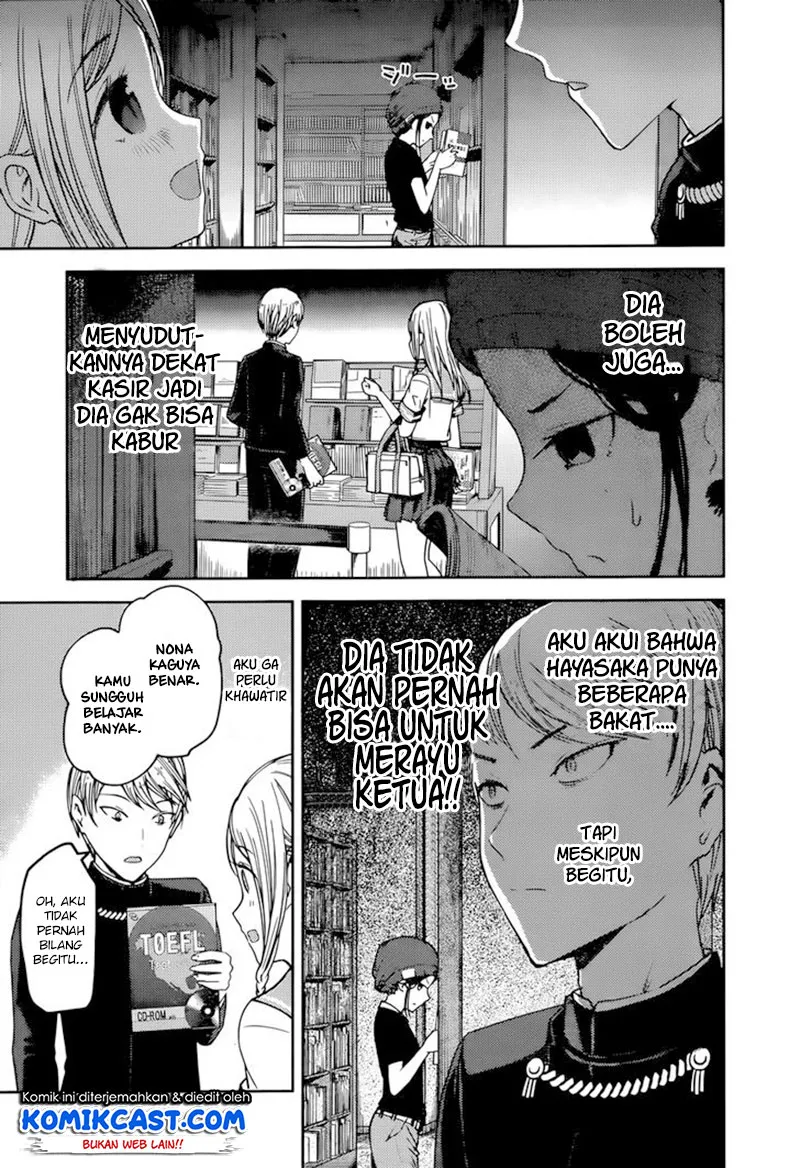 ジーッ
DIA
BOLEH
JUGA...
MENYUDUT-
KANNYA DEKAT
KASIR JADI
DIA GAK BISA
KABUR
AKU AKUI BAHWA
HAYASAKA PUNYA
BEBERAPA
BAKAT....
TAPI
MESKIPUN
BEGITU,
DIA TIDAK
AKAN PERNAH
BISA UNTUK
MERAYU
KETUA!!
AKU GA
PERLU
KHAWATIR
NONA
KAGUYA
BENAR.
KAMU
SUNGGUH
BELAJAR
BANYAK.
OH, AKU
TIDAK
PERNAH
BILANG
BEGITU...
TOEFL
CD-ROM
Komik ini diterjemahkan & diedit oleh
KOMIKCAST.COM
BUKAN WEB LAIN!!